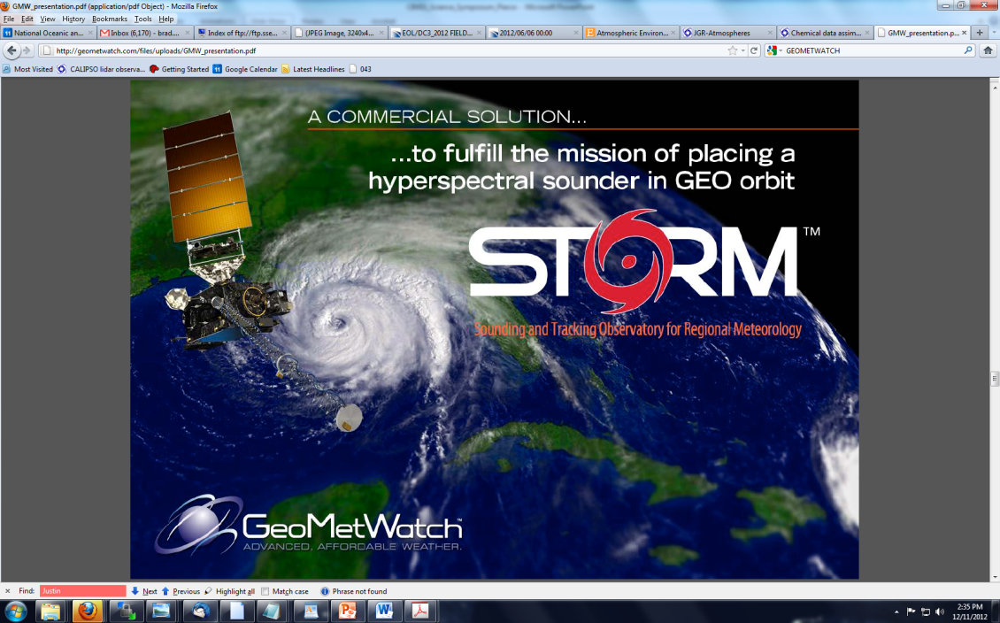 GMW_presentation.pdf (application/pdf Object) - Mozilla Firefox
File Edit View History Bookmarks Tools Help
National Oceanic an...
Inbox (6,170) - brad....
Index of ftp://ftp.sse...
(JPEG Image, 3240x4...
EOL/DC3_2012 FIELD...
2012/06/06 00:00
Atmospheric Environ...
JGR-Atmospheres
Chemical data assim...
GMW_presentation.p...
http://geometwatch.com/files/uploads/GMW_presentation.pdf
GEOMETWATCH
Most Visited CALIPSO lidar observa... Getting Started Google Calendar Latest Headlines 043
A COMMERCIAL SOLUTION...
...to fulfill the mission of placing a
hyperspectral sounder in GEO orbit
STORM™
Sounding and Tracking Observatory for Regional Meteorology
GeoMetWatch™
ADVANCED, AFFORDABLE WEATHER.
Find: Justin Next Previous Highlight all Match case Phrase not found
2:35 PM
12/11/2012